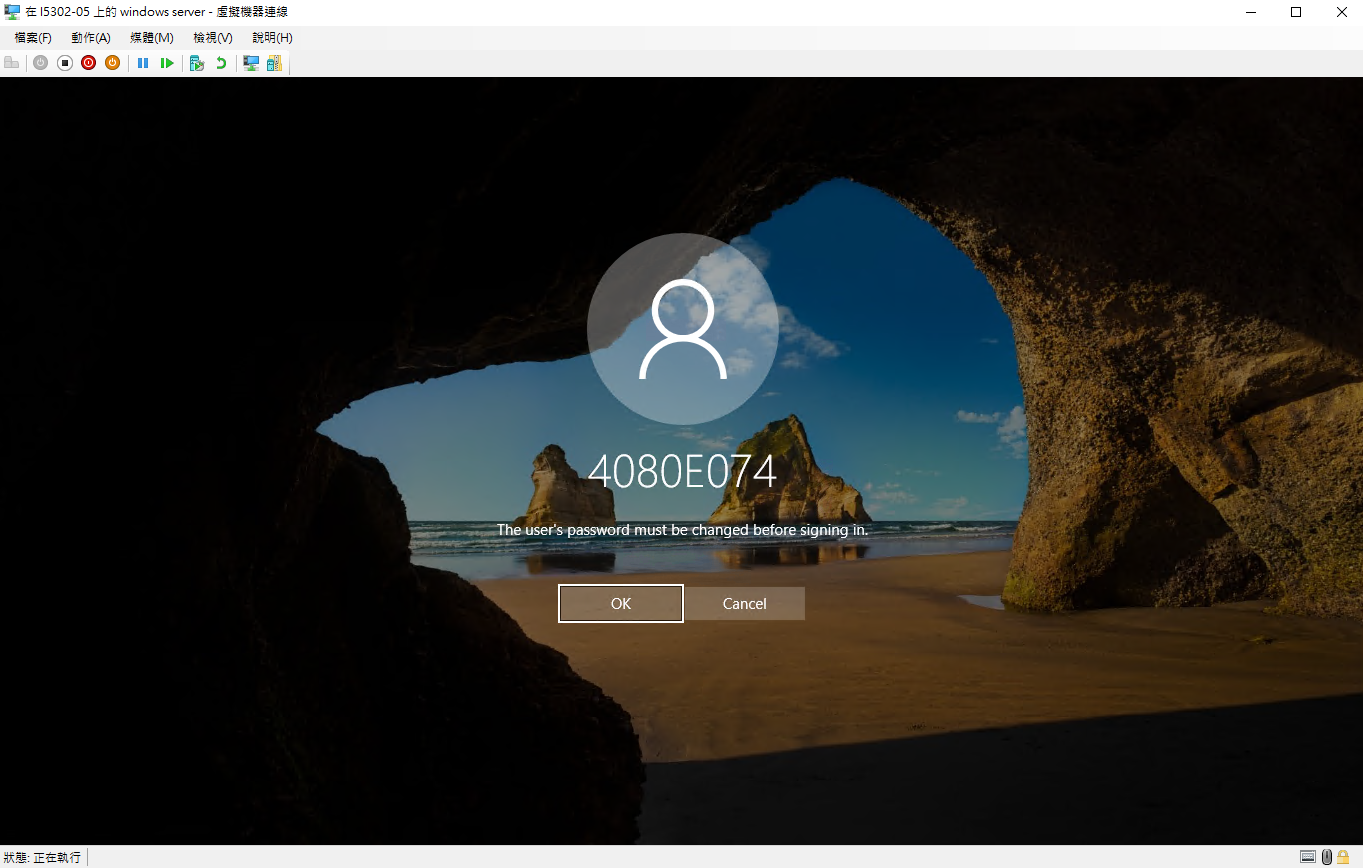 在 I5302-05 上的 windows server - 虛擬機器連線
檔案(F) 動作(A) 媒體(M) 檢視(V) 說明(H)
4080E074
The user's password must be changed before signing in.
OK Cancel
狀態: 正在執行